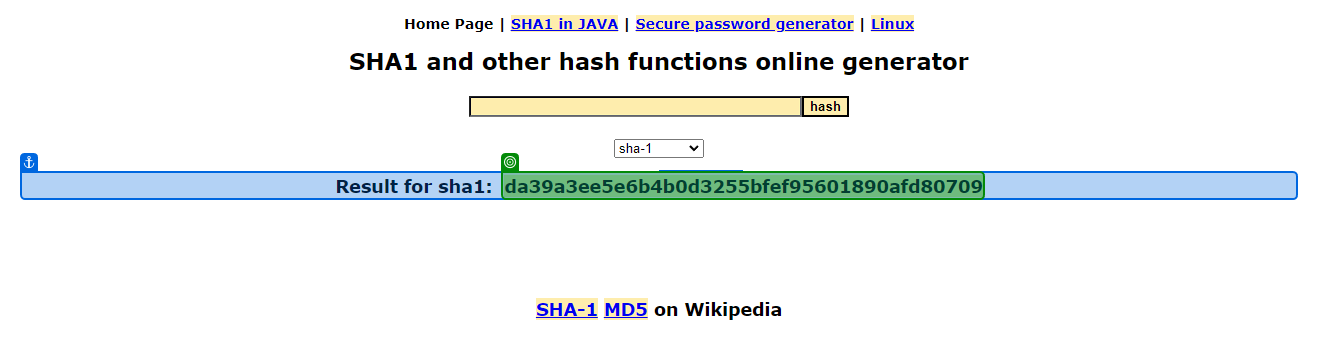 Home Page | SHA1 in JAVA | Secure password generator | Linux
SHA1 and other hash functions online generator
hash
sha-1
Result for sha1: da39a3ee5e6b4b0d3255bfef95601890afd80709
SHA-1 MD5 on Wikipedia